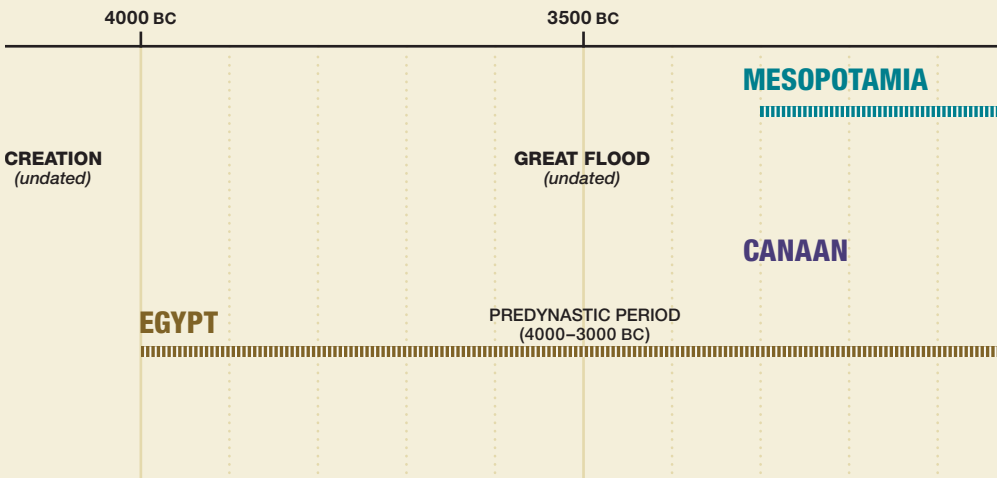 4000 BC
3500 BC
MESOPOTAMIA
CREATION
(undated)
GREAT FLOOD
(undated)
CANAAN
EGYPT
PREDYNASTIC PERIOD
(4000–3000 BC)